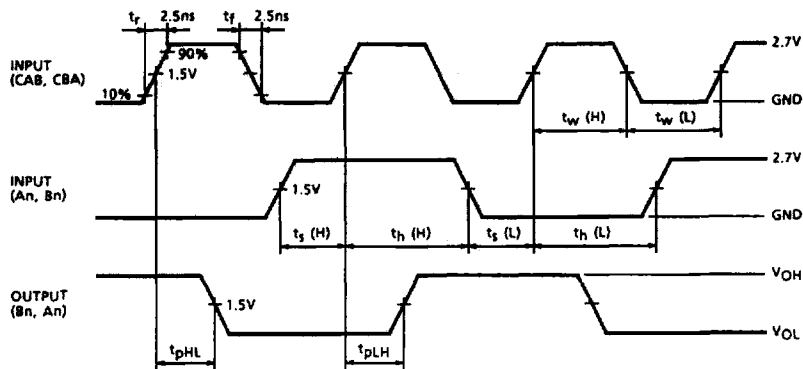 tr 2.5ns tf 2.5ns
INPUT
(CAB, CBA)
90%
1.5V
10%
2.7V
GND
tw (H) tw (L)
INPUT
(An, Bn)
1.5V
2.7V
GND
ts (H) th (H) ts (L) th (L)
OUTPUT
(Bn, An)
1.5V
VOH
VOL
tpHL tpLH